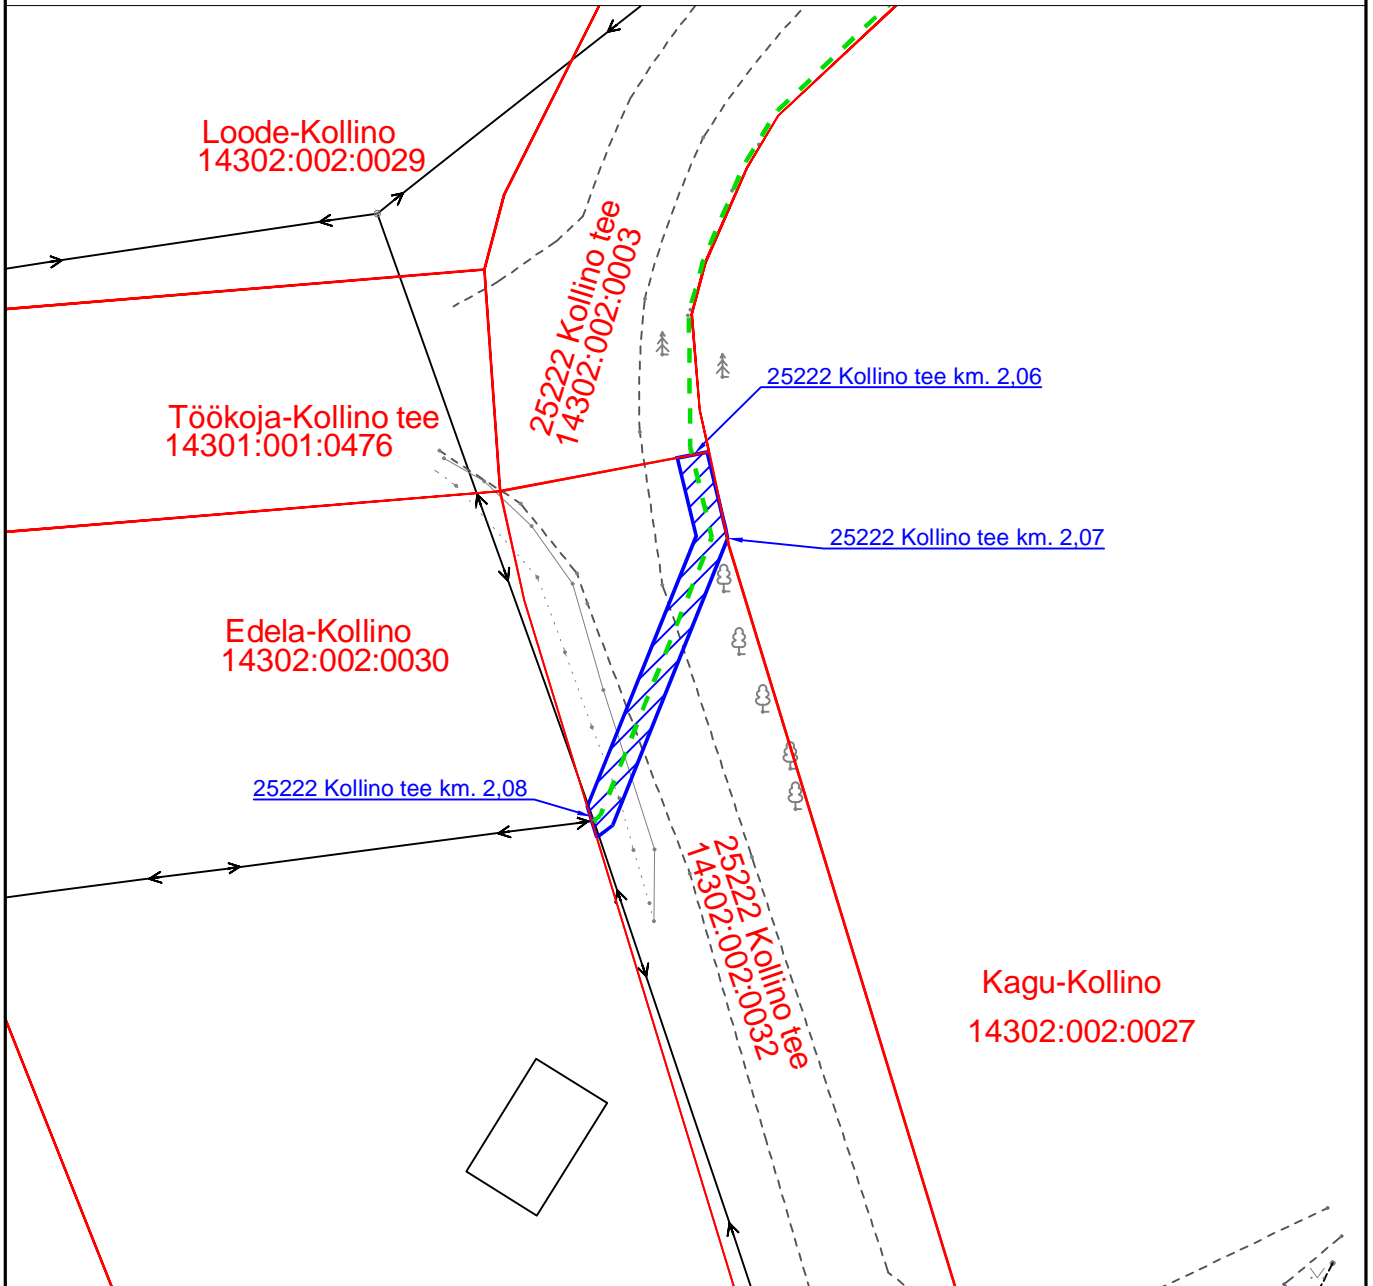 Loode-Kollino
14302:002:0029
25222 Kollino tee
14302:002:0003
25222 Kollino tee km. 2,06
Töökoja-Kollino tee
14301:001:0476
25222 Kollino tee km. 2,07
Edela-Kollino
14302:002:0030
25222 Kollino tee km. 2,08
25222 Kollino tee
14302:002:0032
Kagu-Kollino
14302:002:0027